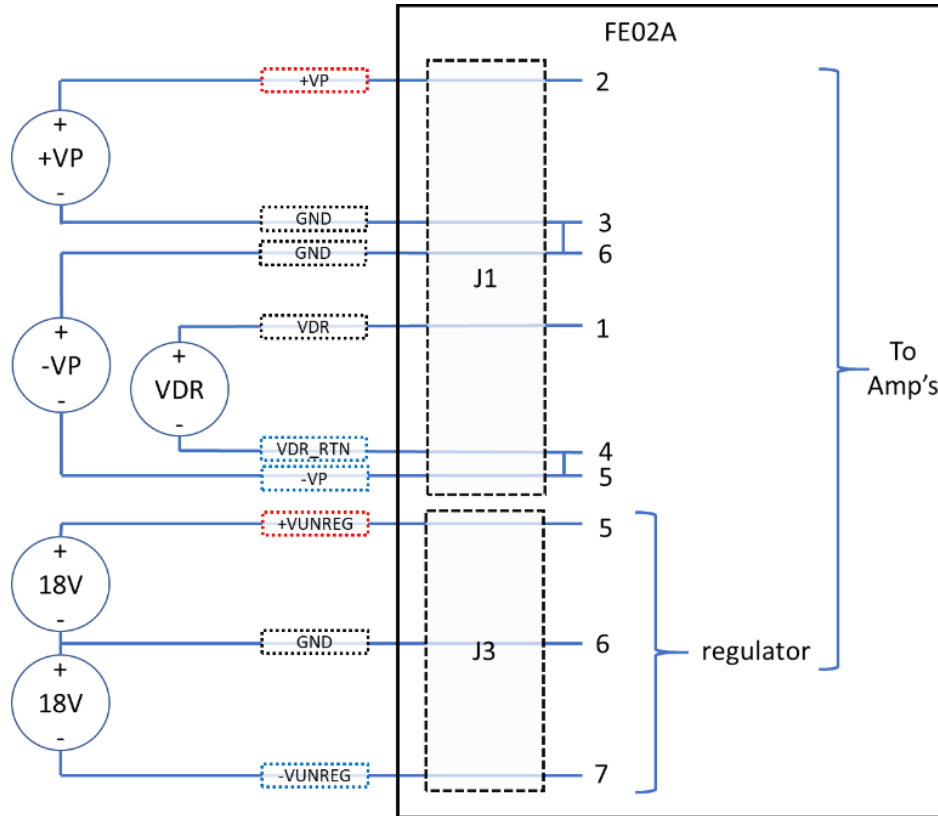 FE02A
+VP
2
+
+VP
-
GND
3
GND
6
J1
VDR
1
+
-VP
-
+
VDR
-
To
Amp's
VDR_RTN
4
-VP
5
+VUNREG
5
+
18V
-
GND
6
J3
regulator
+
18V
-
-VUNREG
7